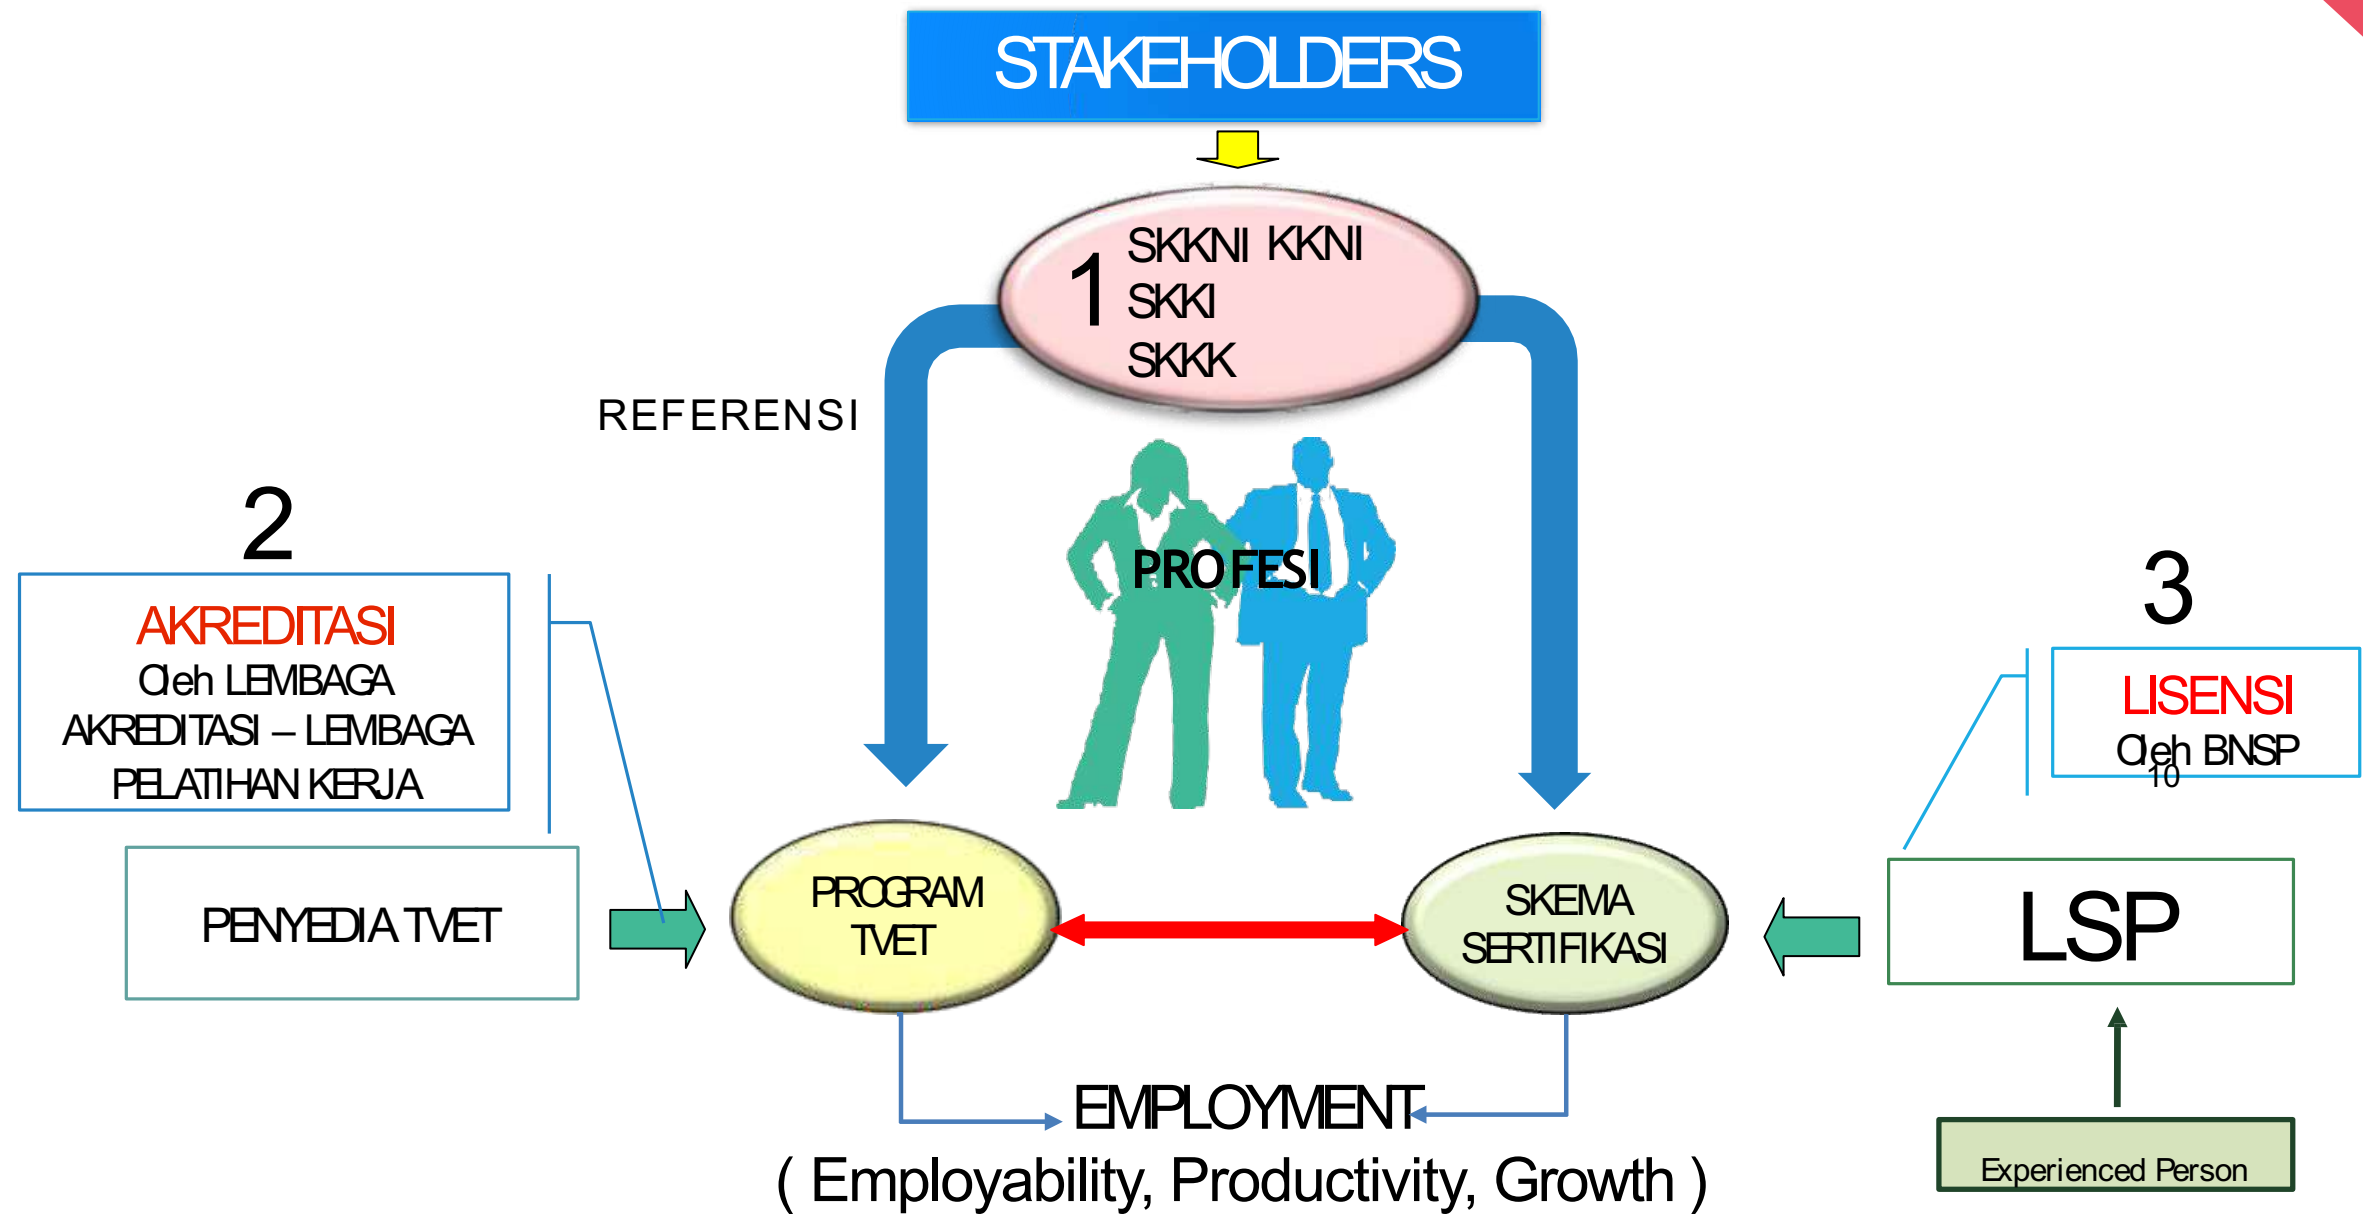 STAKEHOLDERS
1
SKKNI KKNI
SKKI
SKKK
REFERENSI
PROFESI
2
AKREDITASI
Oleh LEMBAGA
AKREDITASI – LEMBAGA
PELATIHAN KERJA
3
LISENSI
Oleh BNSP
10
PENYEDIA TVET
PROGRAM
TVET
SKEMA
SERTIFIKASI
LSP
EMPLOYMENT
( Employability, Productivity, Growth )
Experienced Person